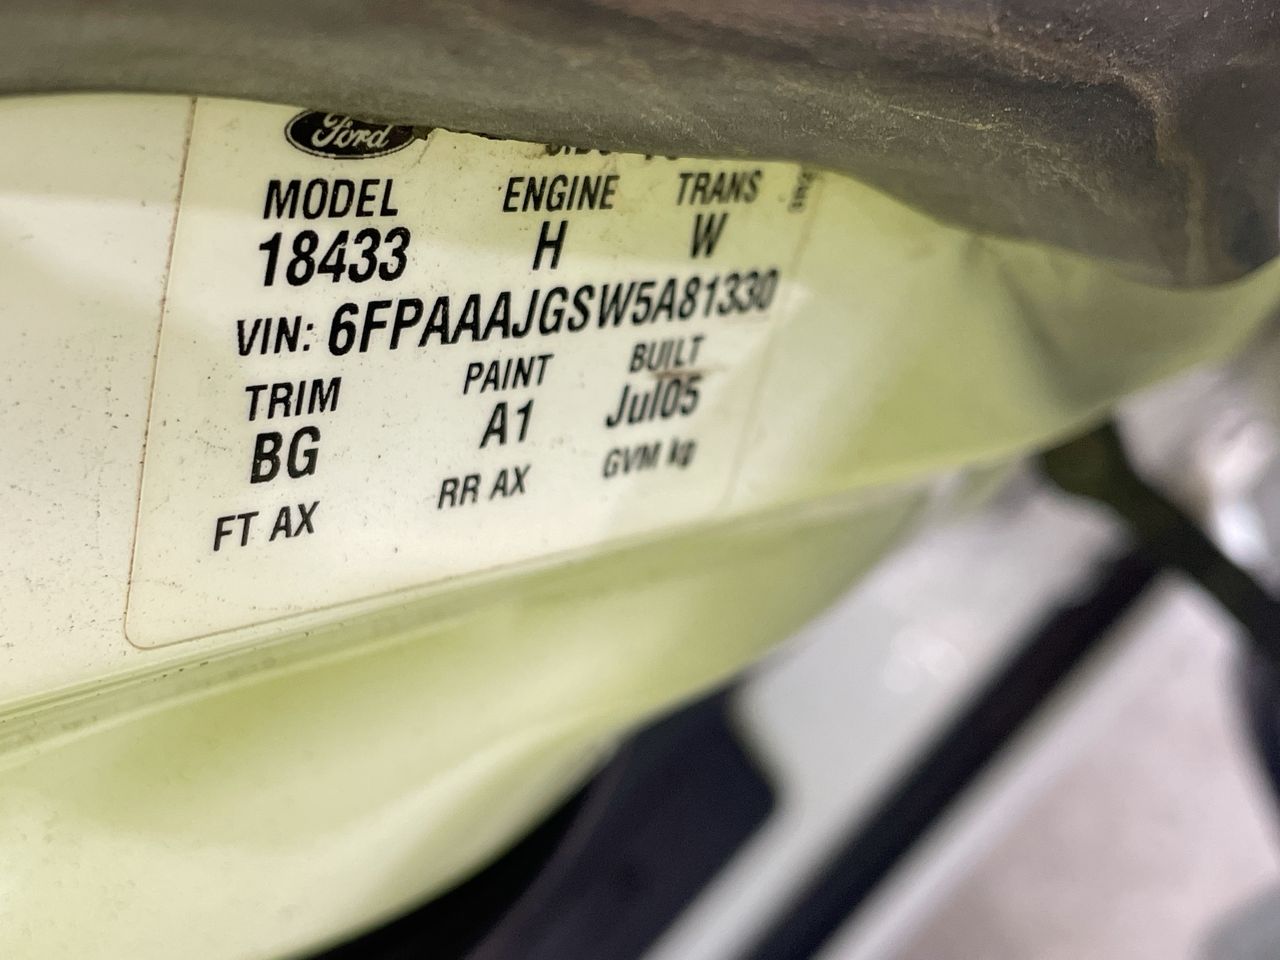 Ford
MODEL ENGINE TRANS
18433 H W
VIN: 6FPAAAJGSW5A81330
TRIM PAINT BUILT
BG A1 Jul05
FT AX RR AX GVM kg